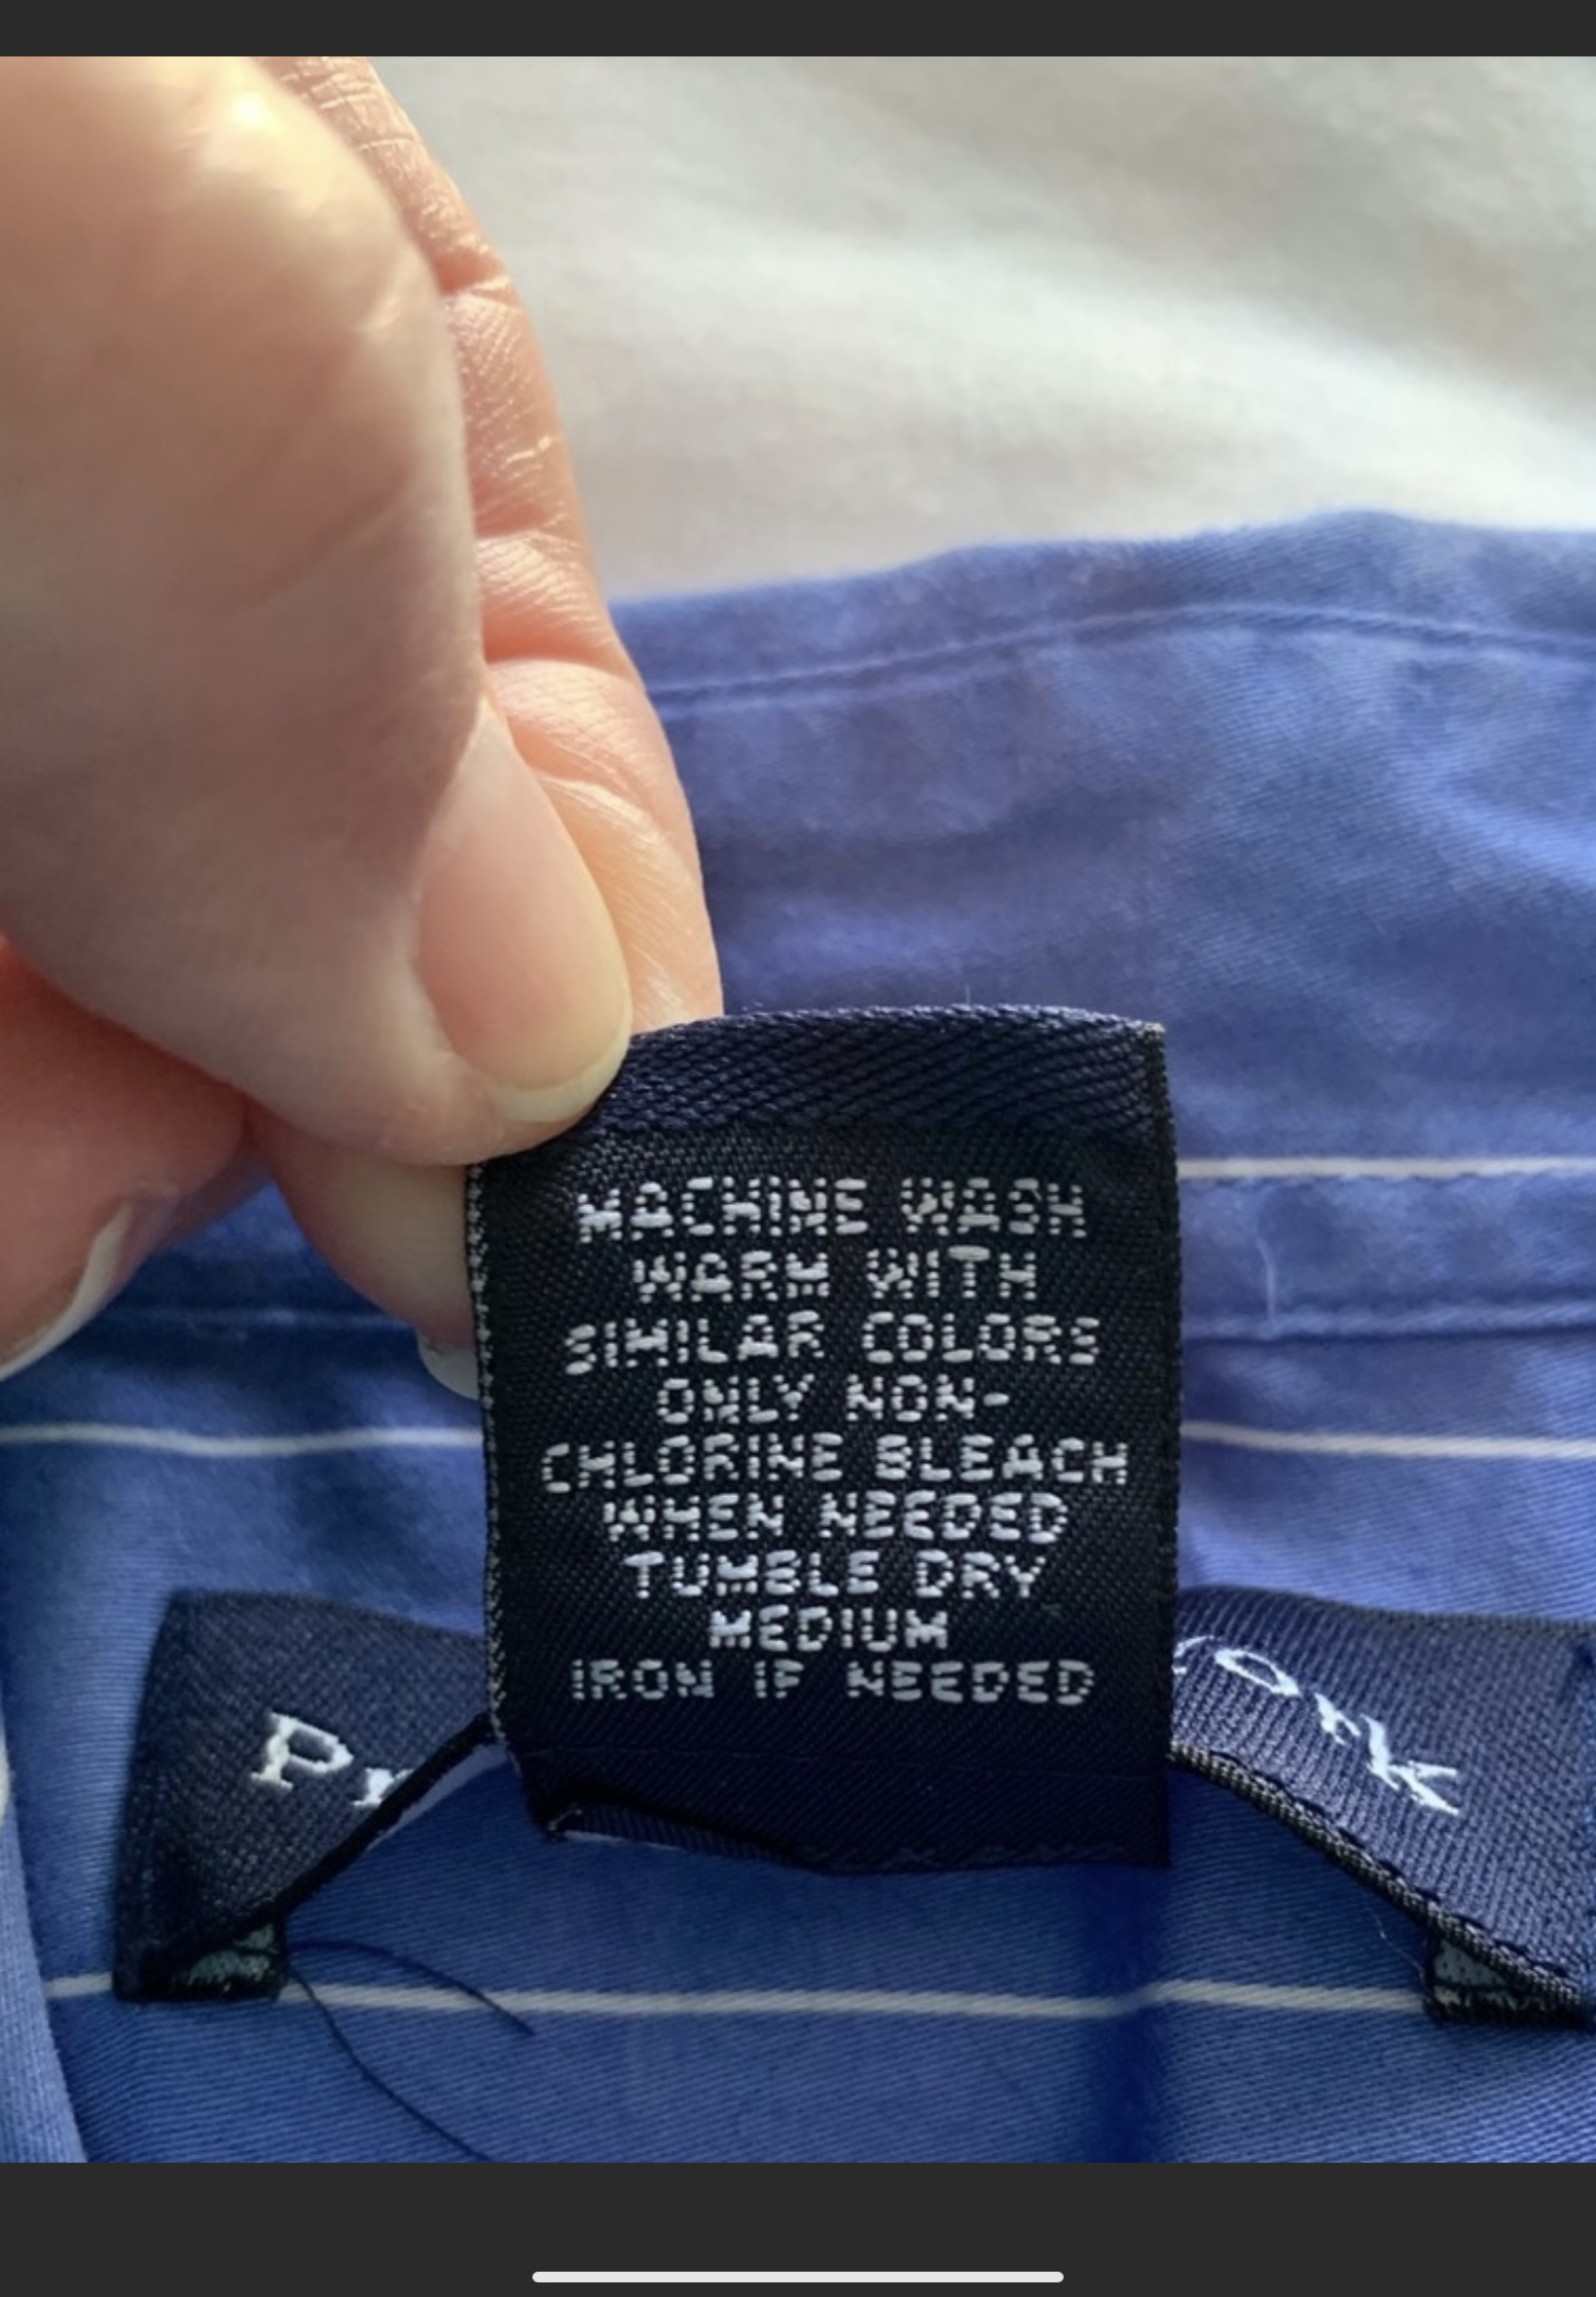 MACHINE WASH
WARM WITH
SIMILAR COLORS
ONLY NON-
CHLORINE BLEACH
WHEN NEEDED
TUMBLE DRY
MEDIUM
IRON IF NEEDED